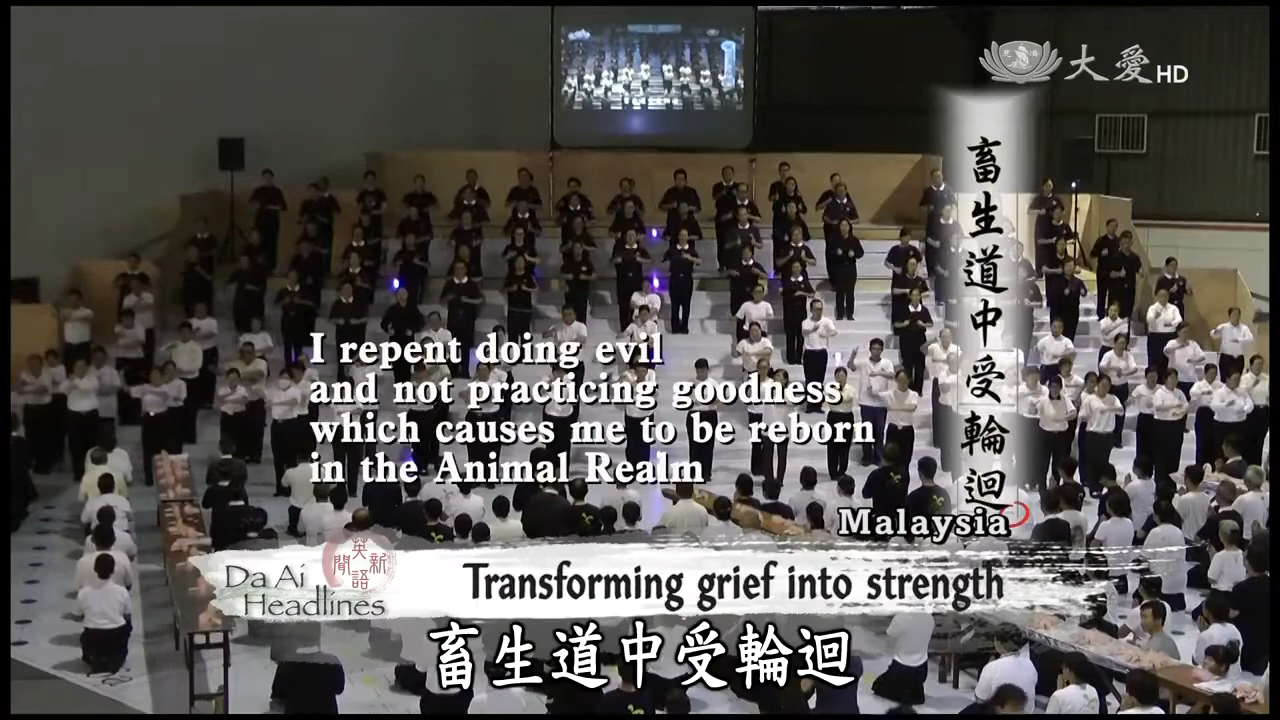 大愛HD
畜生道中受輪迴
I repent doing evil
and not practicing goodness
which causes me to be reborn
in the Animal Realm
Malaysia
英語新聞
Da Ai
Headlines
Transforming grief into strength
畜生道中受輪迴